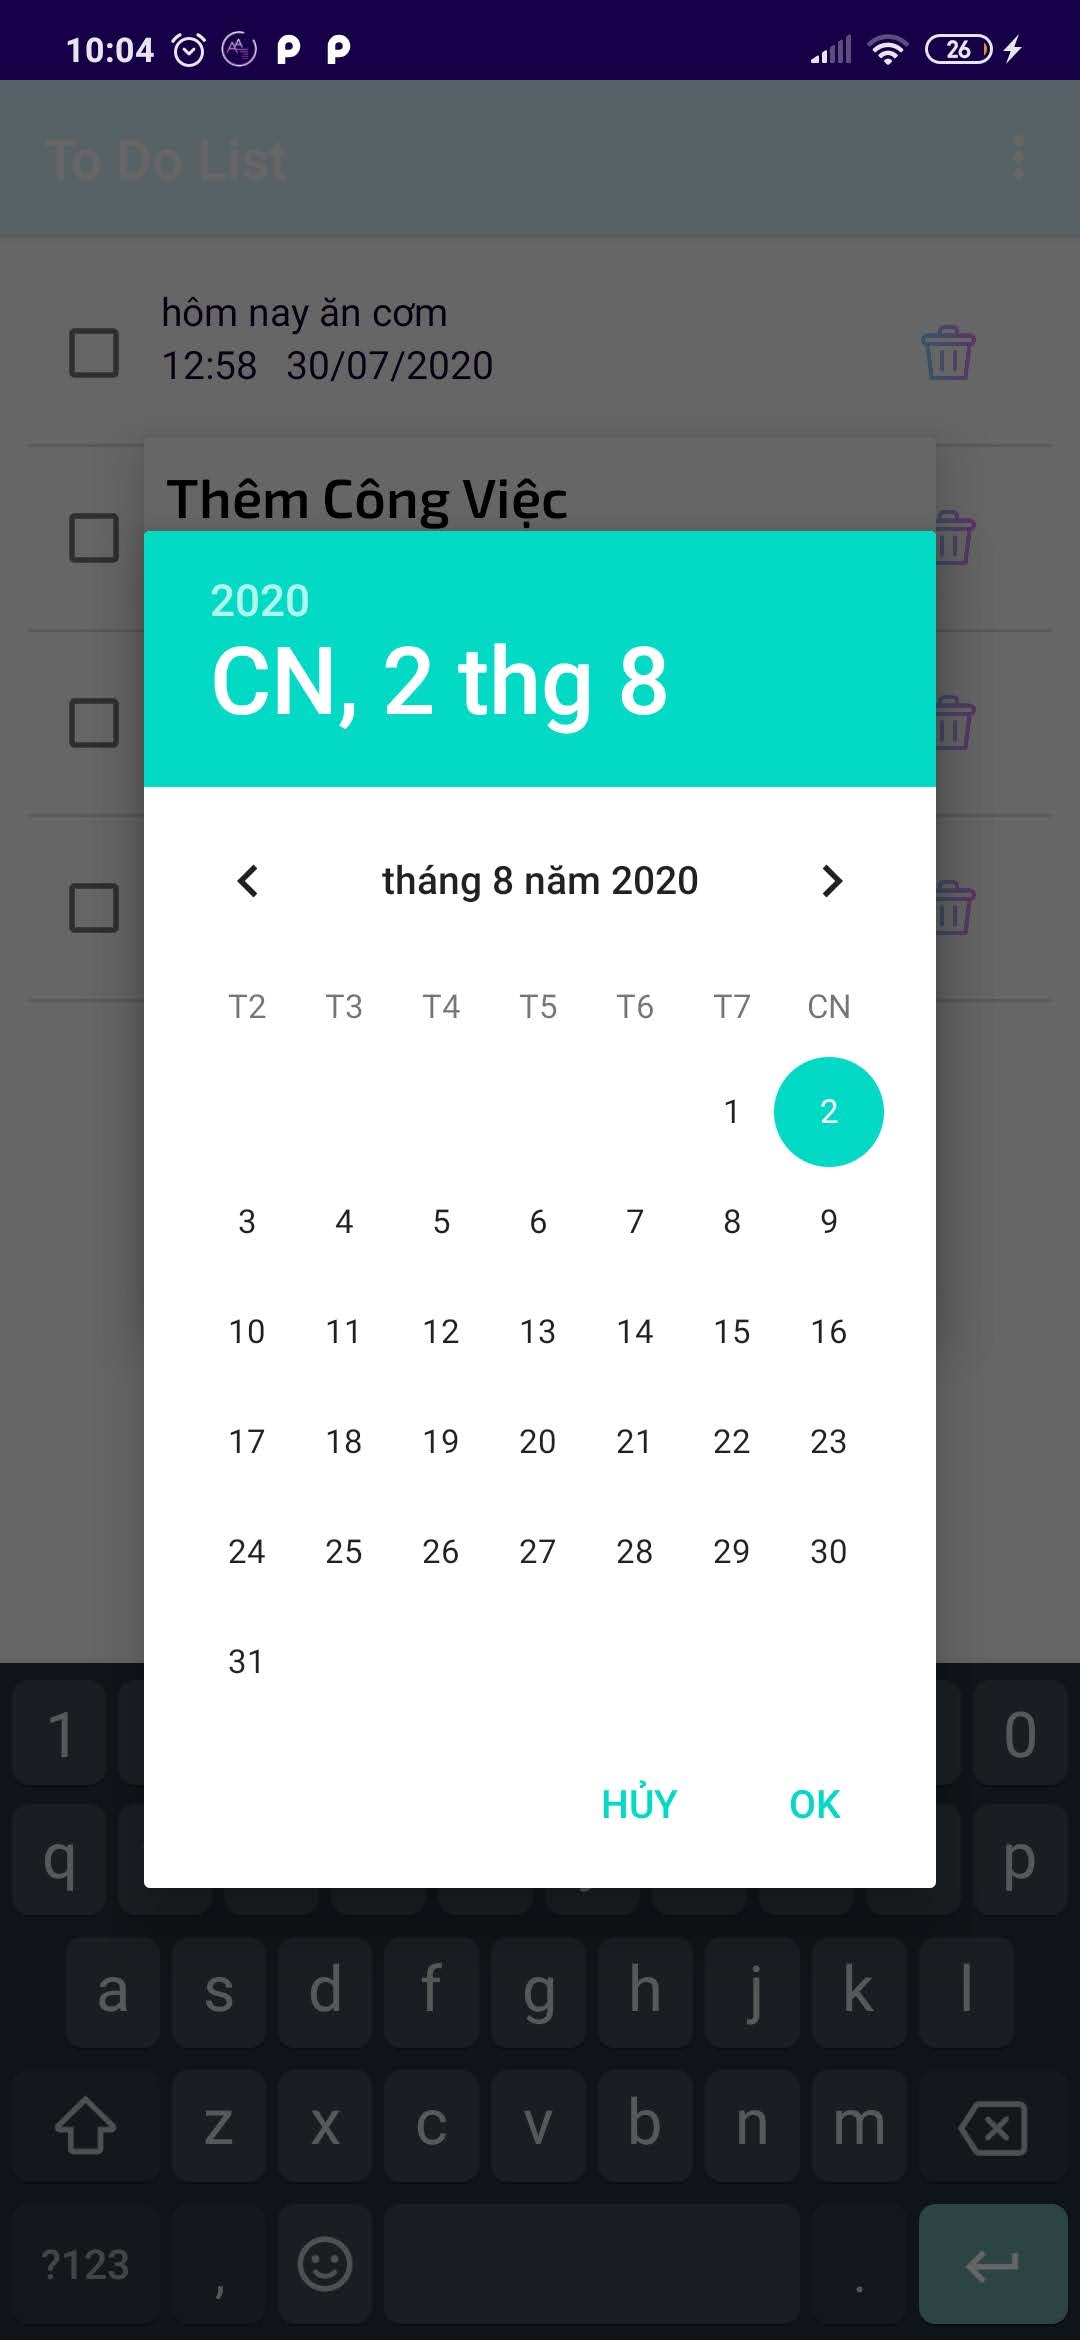 10:04 26
To Do List
hôm nay ăn cơm
12:58 30/07/2020
Thêm Công Việc
2020
CN, 2 thg 8
tháng 8 năm 2020
T2 T3 T4 T5 T6 T7 CN
1 2
3 4 5 6 7 8 9
10 11 12 13 14 15 16
17 18 19 20 21 22 23
24 25 26 27 28 29 30
31
HỦY OK
1 0
q p
a s d f g h j k l
z x c v b n m
?123 , .